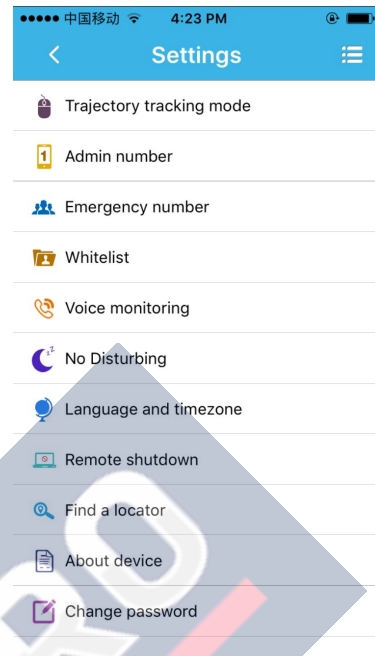 中国移动 4:23 PM
Settings
Trajectory tracking mode
1 Admin number
Emergency number
Whitelist
Voice monitoring
No Disturbing
Language and timezone
Remote shutdown
Find a locator
About device
Change password